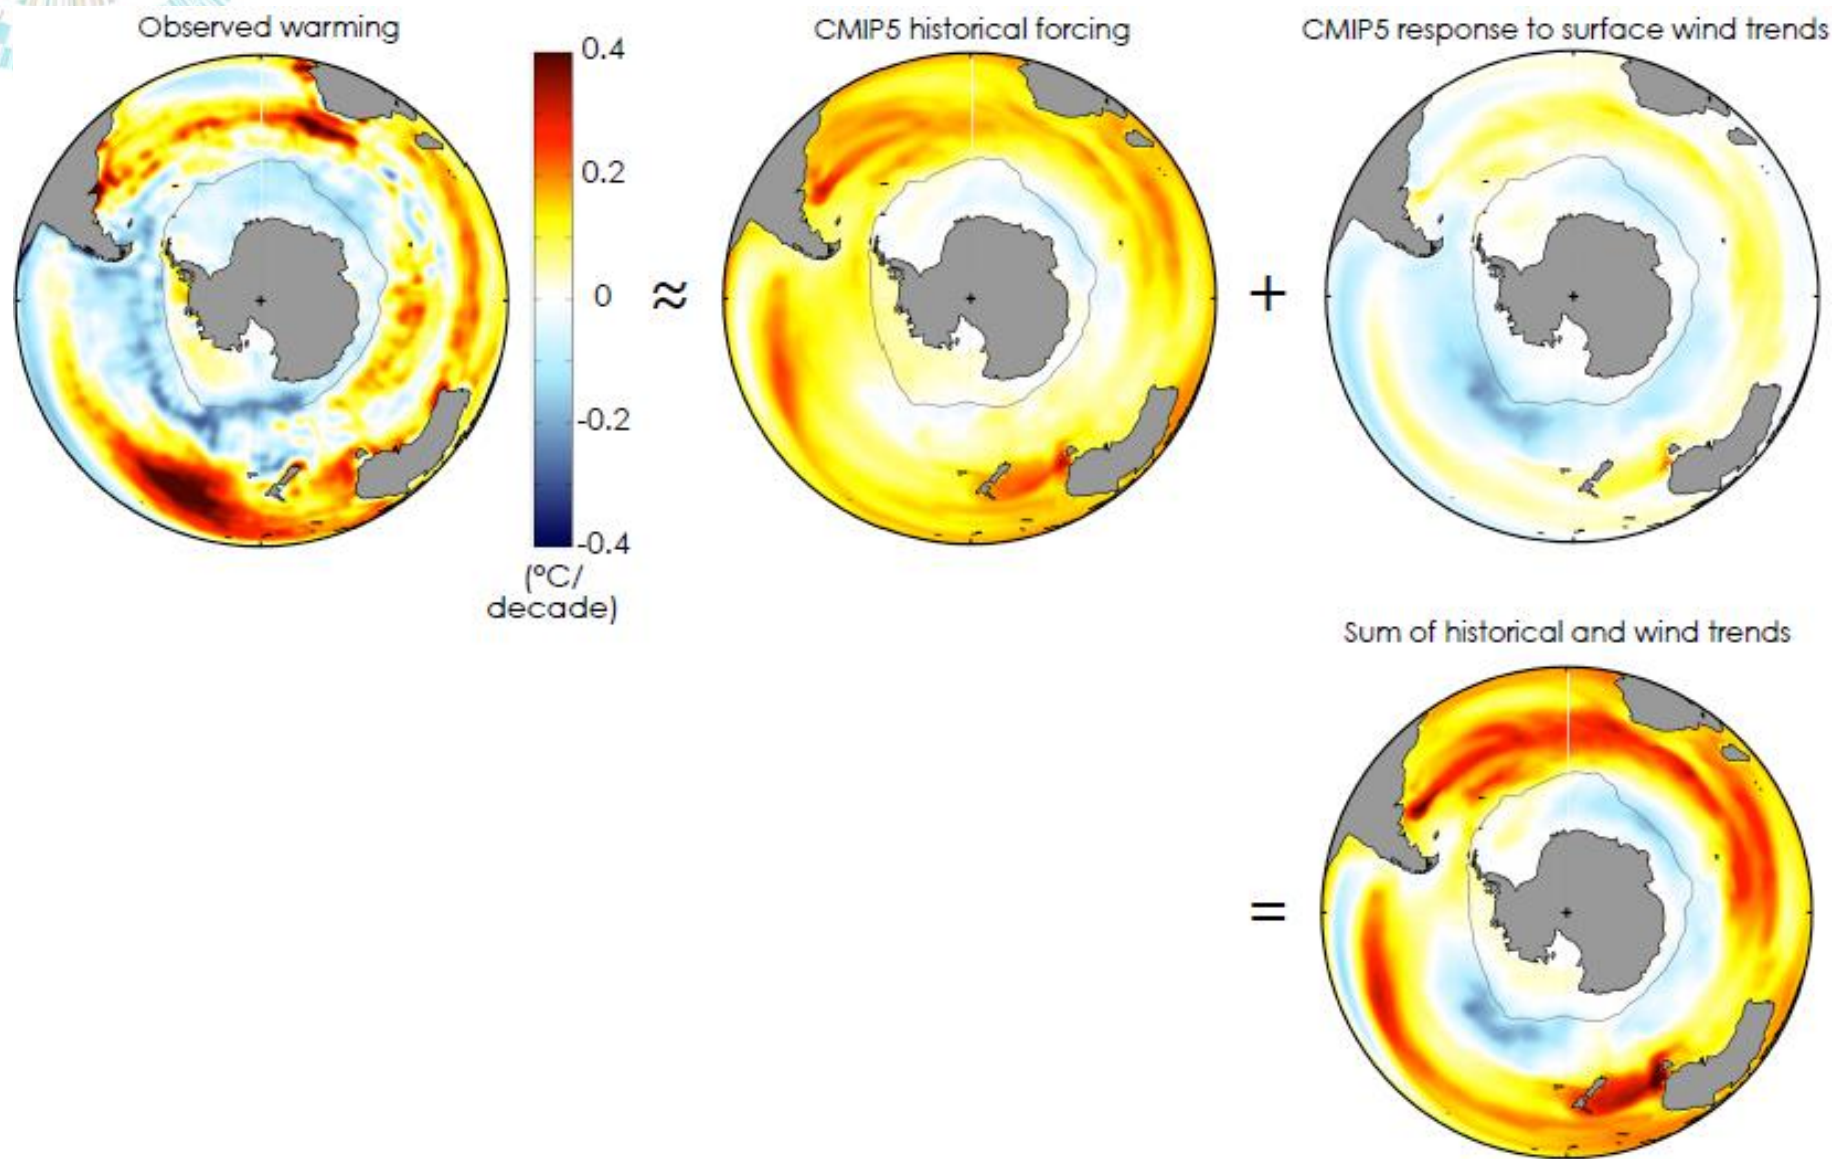 Observed warming
CMIP5 historical forcing
CMIP5 response to surface wind trends
0.4
0.2
0
-0.2
-0.4
(°C/
decade)
≈
+
Sum of historical and wind trends
=